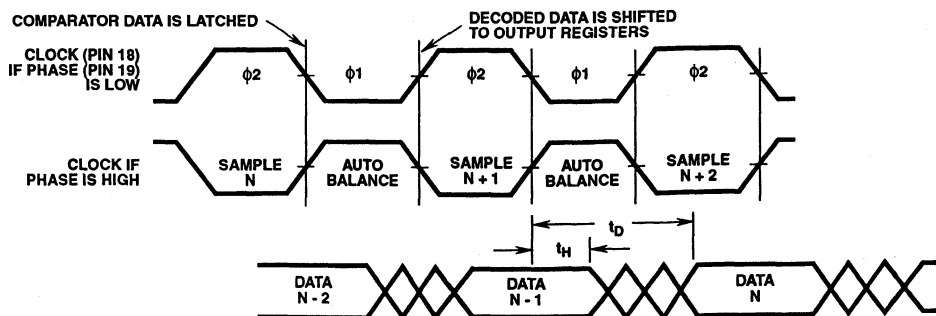 COMPARATOR DATA IS LATCHED
DECODED DATA IS SHIFTED
TO OUTPUT REGISTERS
CLOCK (PIN 18)
IF PHASE (PIN 19)
IS LOW
ϕ2
ϕ1
ϕ2
ϕ1
ϕ2
CLOCK IF
PHASE IS HIGH
SAMPLE
N
AUTO
BALANCE
SAMPLE
N + 1
AUTO
BALANCE
SAMPLE
N + 2
tD
tH
DATA
N - 2
DATA
N - 1
DATA
N